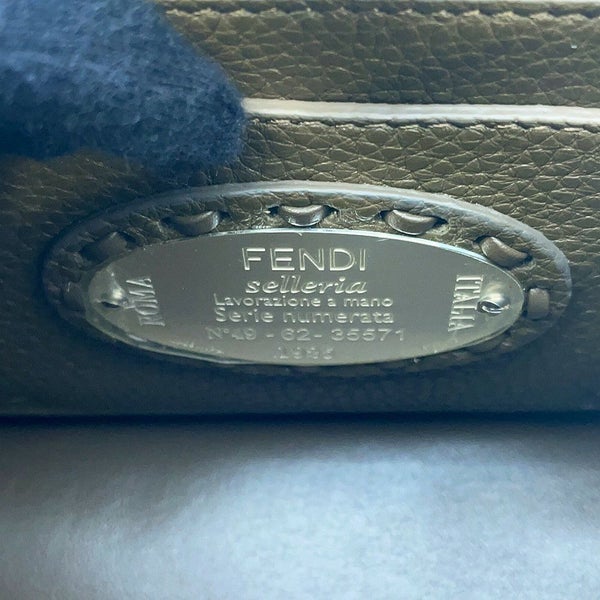 FENDI
selleria
Lavorazione a mano
Serie numerata
N°49 - 62 - 35571
ROMA
ITALIA